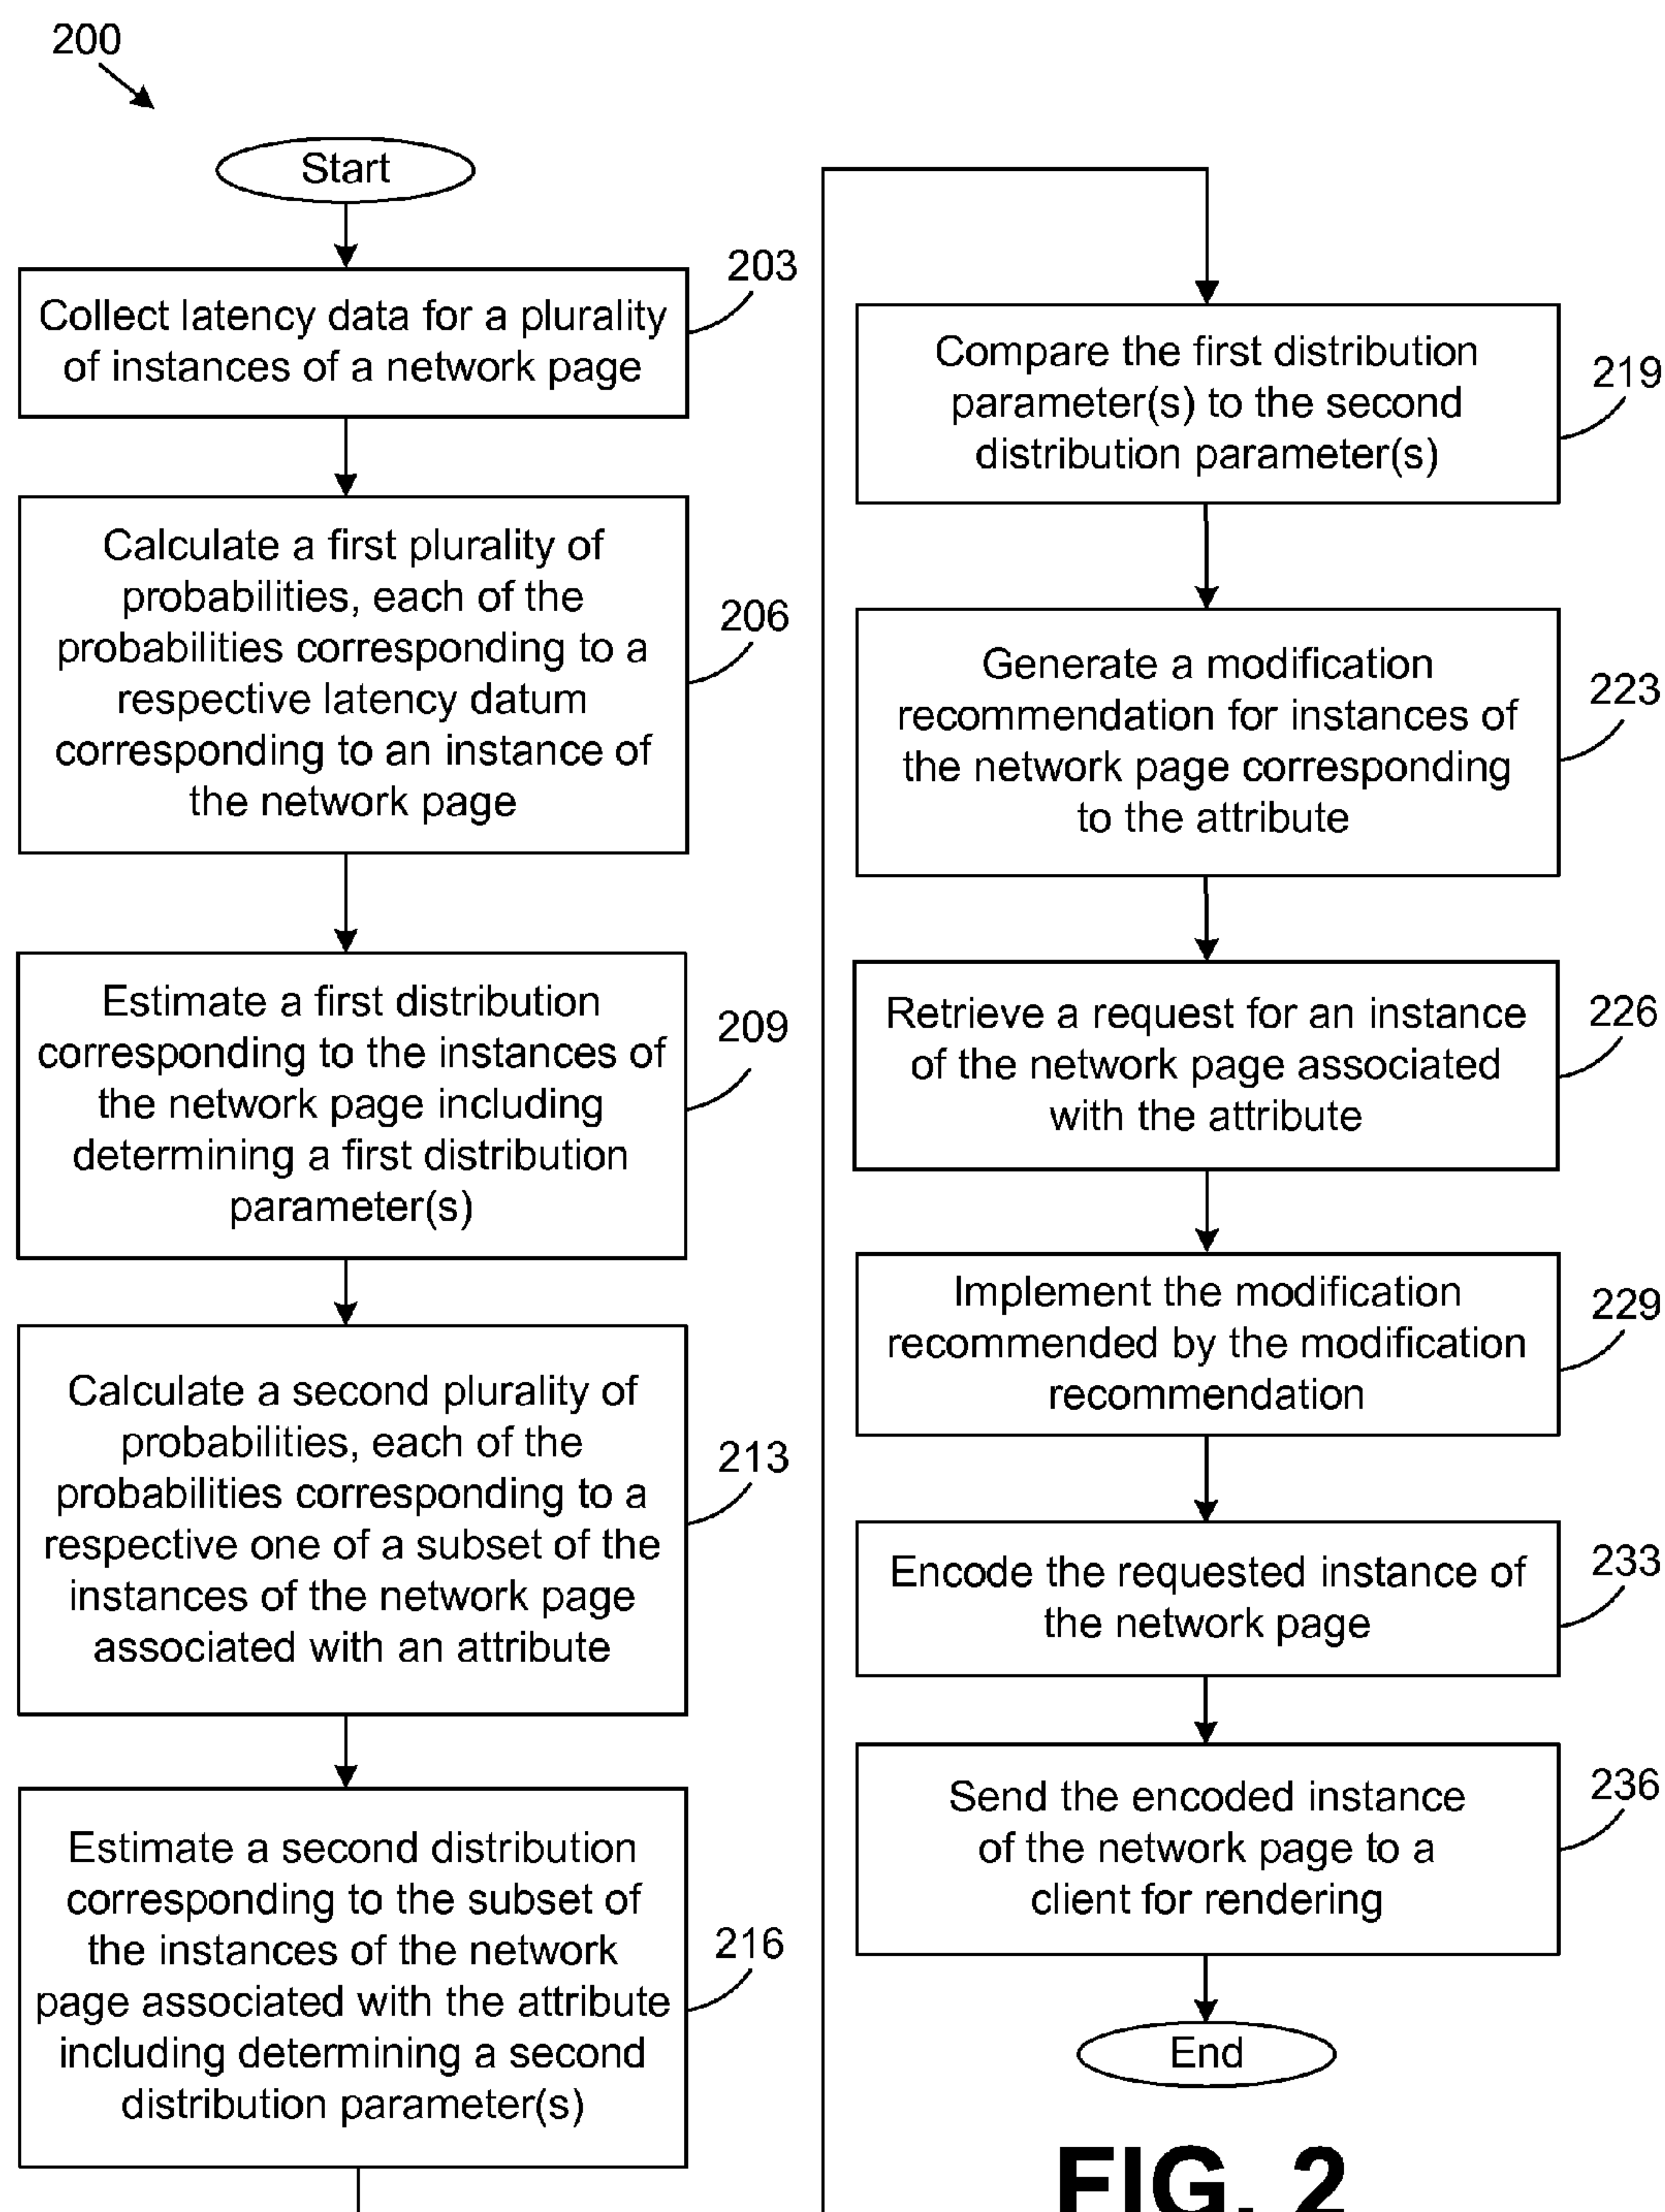 200
Start
203
Collect latency data for a plurality
of instances of a network page
206
Calculate a first plurality of
probabilities, each of the
probabilities corresponding to a
respective latency datum
corresponding to an instance of
the network page
209
Estimate a first distribution
corresponding to the instances of
the network page including
determining a first distribution
parameter(s)
213
Calculate a second plurality of
probabilities, each of the
probabilities corresponding to a
respective one of a subset of the
instances of the network page
associated with an attribute
216
Estimate a second distribution
corresponding to the subset of
the instances of the network
page associated with the attribute
including determining a second
distribution parameter(s)
219
Compare the first distribution
parameter(s) to the second
distribution parameter(s)
223
Generate a modification
recommendation for instances of
the network page corresponding
to the attribute
226
Retrieve a request for an instance
of the network page associated
with the attribute
229
Implement the modification
recommended by the modification
recommendation
233
Encode the requested instance of
the network page
236
Send the encoded instance
of the network page to a
client for rendering
End
FIG. 2